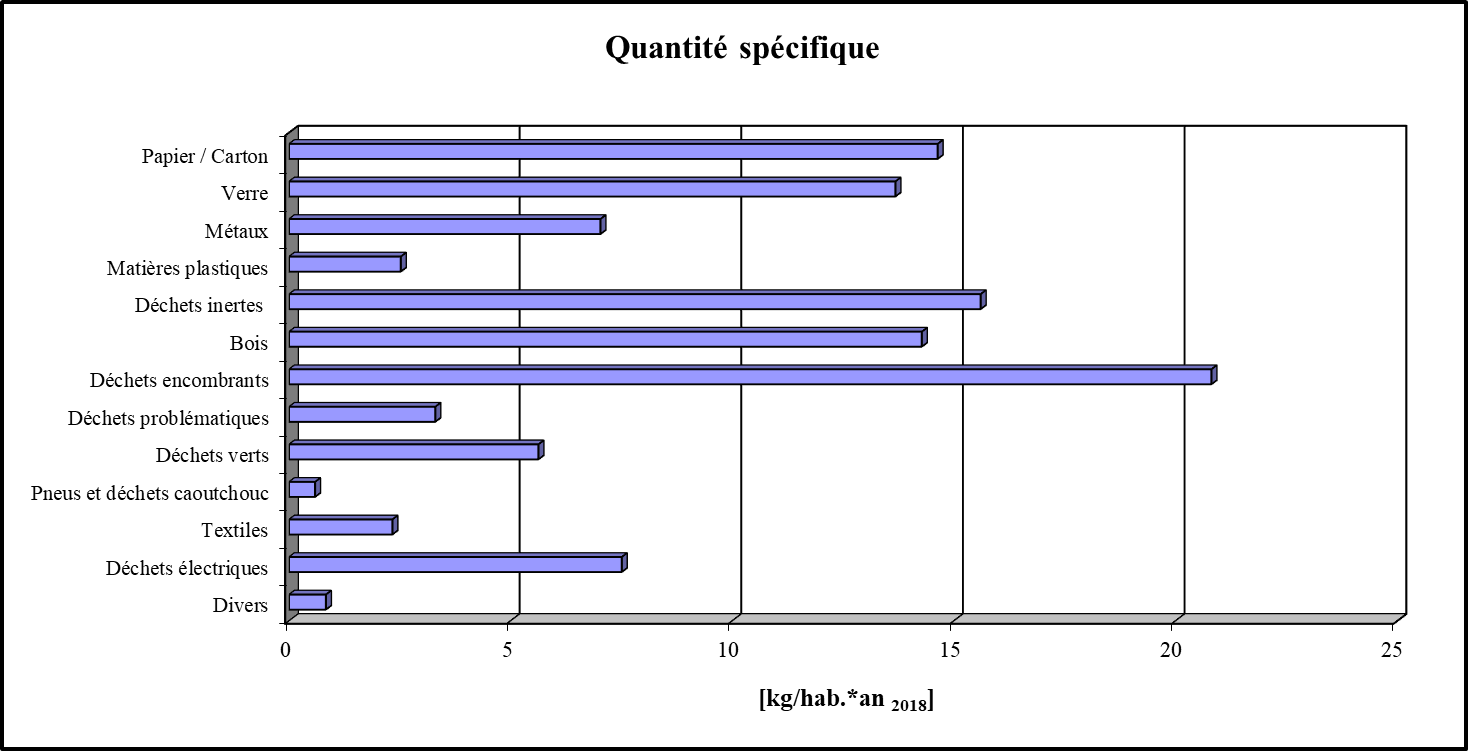 Quantité spécifique
Papier / Carton
Verre
Métaux
Matières plastiques
Déchets inertes
Bois
Déchets encombrants
Déchets problématiques
Déchets verts
Pneus et déchets caoutchouc
Textiles
Déchets électriques
Divers
0 5 10 15 20 25
[kg/hab.*an 2018]